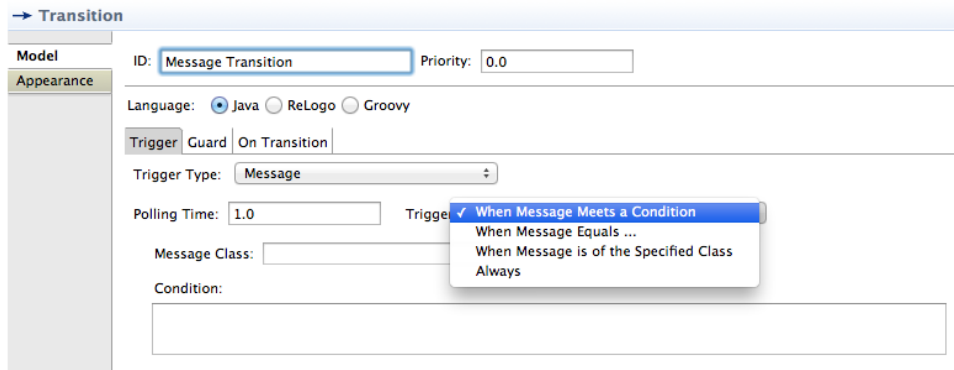 Transition
Model
Appearance
ID: Message Transition Priority: 0.0
Language: Java ReLogo Groovy
Trigger Guard On Transition
Trigger Type: Message
Polling Time: 1.0 Trigger
✓ When Message Meets a Condition
When Message Equals ...
When Message is of the Specified Class
Always
Message Class:
Condition: